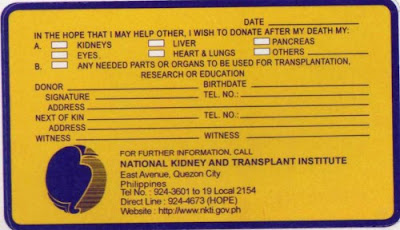 DATE
IN THE HOPE THAT I MAY HELP OTHER, I WISH TO DONATE AFTER MY DEATH MY:
A. KIDNEYS LIVER PANCREAS
EYES, HEART & LUNGS OTHERS
B. ANY NEEDED PARTS OR ORGANS TO BE USED FOR TRANSPLANTATION,
RESEARCH OR EDUCATION
DONOR BIRTHDATE
SIGNATURE TEL. NO.:
ADDRESS
NEXT OF KIN TEL. NO.:
ADDRESS
WITNESS WITNESS
FOR FURTHER INFORMATION, CALL
NATIONAL KIDNEY AND TRANSPLANT INSTITUTE
East Avenue, Quezon City
Philippines
Tel No. : 924-3601 to 19 Local 2154
Direct Line : 924-4673 (HOPE)
Website : http://www.nkti.gov.ph